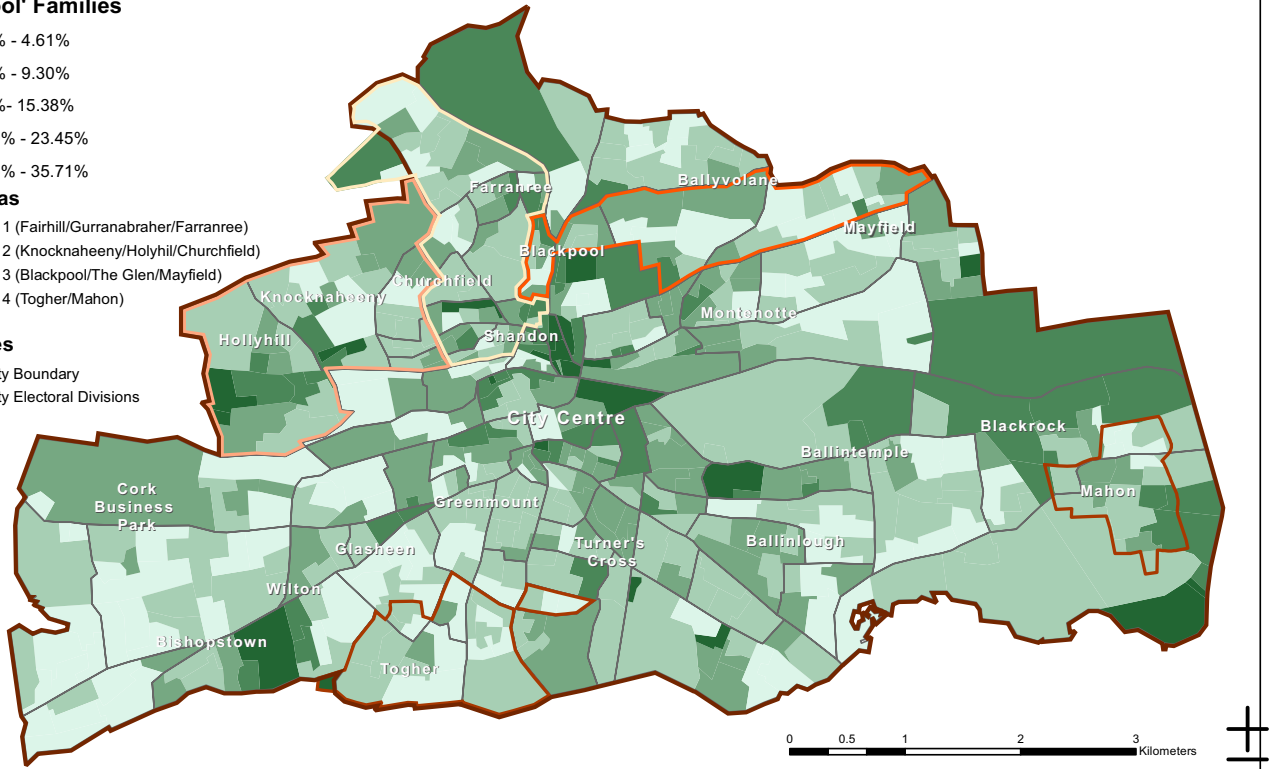 ol' Families
% - 4.61%
% - 9.30%
%- 15.38%
% - 23.45%
% - 35.71%
as
1 (Fairhill/Gurranabraher/Farranree)
2 (Knocknaheeny/Holyhil/Churchfield)
3 (Blackpool/The Glen/Mayfield)
4 (Togher/Mahon)
es
ty Boundary
ty Electoral Divisions
Farranree
Ballyvolane
Mayfield
Blackpool
Churchfield
Knocknaheeny
Hollyhill
Shandon
Montenotte
City Centre
Blackrock
Ballintemple
Mahon
Cork
Business
Park
Greenmount
Glasheen
Turner's
Cross
Ballinlough
Wilton
Bishopstown
Togher
0 0.5 1 2 3
Kilometers